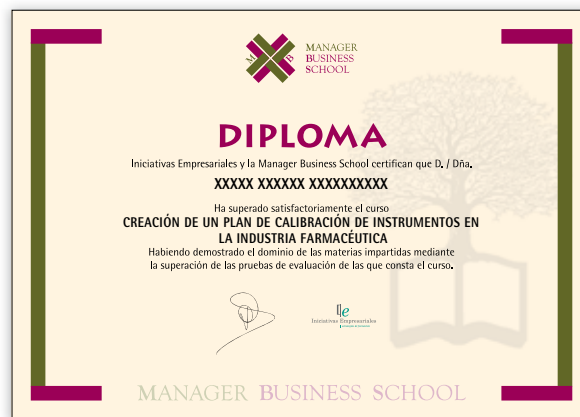 M B
MANAGER
BUSINESS
SCHOOL
DIPLOMA
Iniciativas Empresariales y la Manager Business School certifican que D. / Dña.
XXXXX XXXXXX XXXXXXXXXX
Ha superado satisfactoriamente el curso
CREACIÓN DE UN PLAN DE CALIBRACIÓN DE INSTRUMENTOS EN
LA INDUSTRIA FARMACÉUTICA
Habiendo demostrado el dominio de las materias impartidas mediante
la superación de las pruebas de evaluación de las que consta el curso.
Iniciativas Empresariales
MANAGER BUSINESS SCHOOL